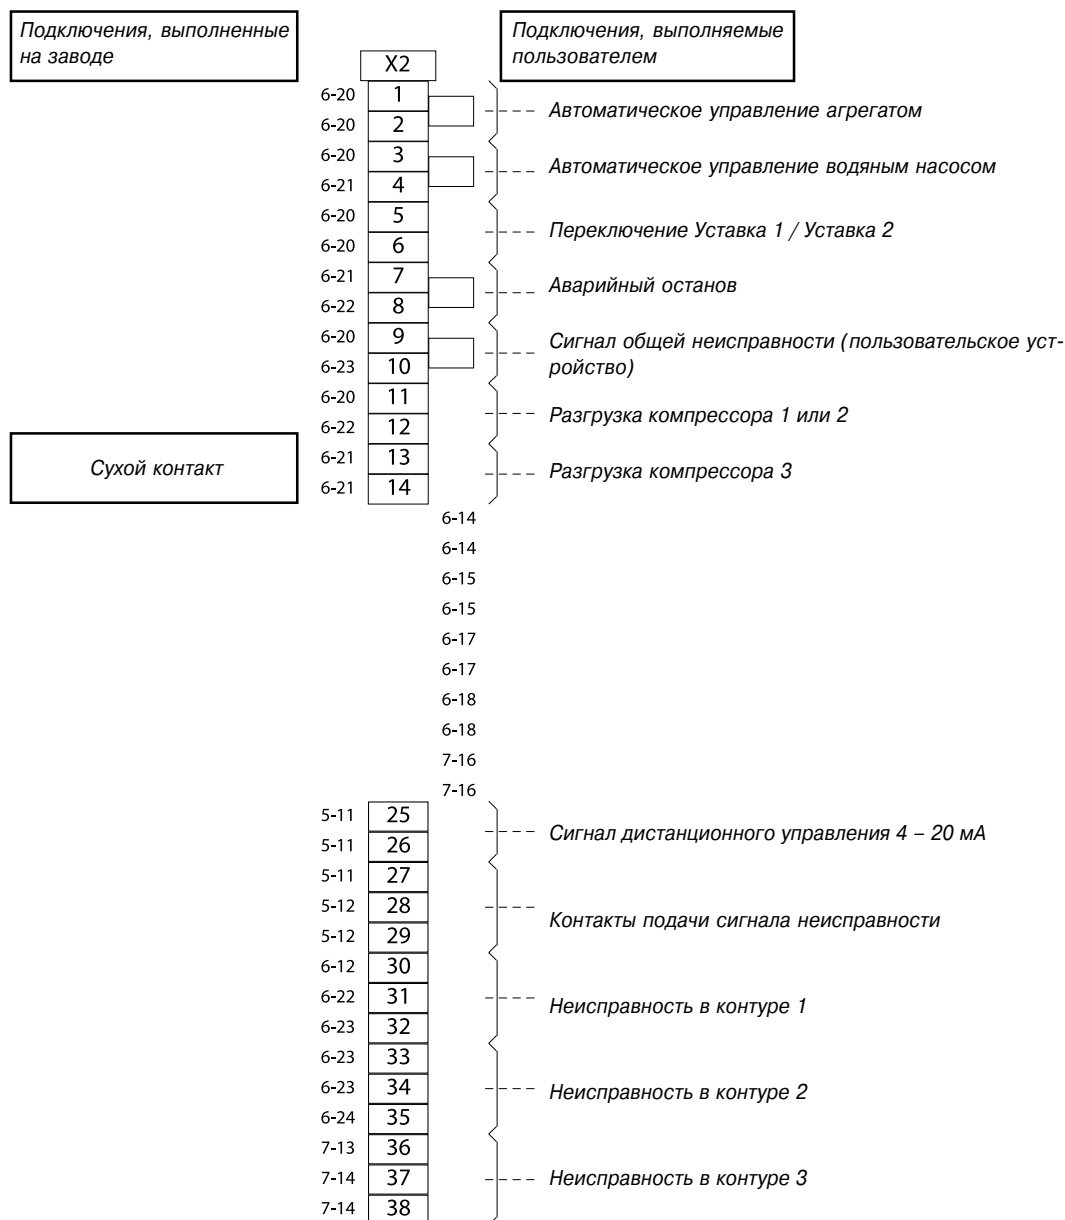 Подключения, выполненные
на заводе
Подключения, выполняемые
пользователем
X2
6-20 1
Автоматическое управление агрегатом
6-20 2
6-20 3
Автоматическое управление водяным насосом
6-21 4
6-20 5
Переключение Уставка 1 / Уставка 2
6-20 6
6-21 7
Аварийный останов
6-22 8
6-20 9
Сигнал общей неисправности (пользовательское уст-
ройство)
6-23 10
6-20 11
Разгрузка компрессора 1 или 2
6-22 12
Сухой контакт
6-21 13
Разгрузка компрессора 3
6-21 14
6-14
6-14
6-15
6-15
6-17
6-17
6-18
6-18
7-16
7-16
5-11 25
Сигнал дистанционного управления 4 – 20 мА
5-11 26
5-11 27
5-12 28
Контакты подачи сигнала неисправности
5-12 29
6-12 30
6-22 31
Неисправность в контуре 1
6-23 32
6-23 33
6-23 34
Неисправность в контуре 2
6-24 35
7-13 36
7-14 37
Неисправность в контуре 3
7-14 38